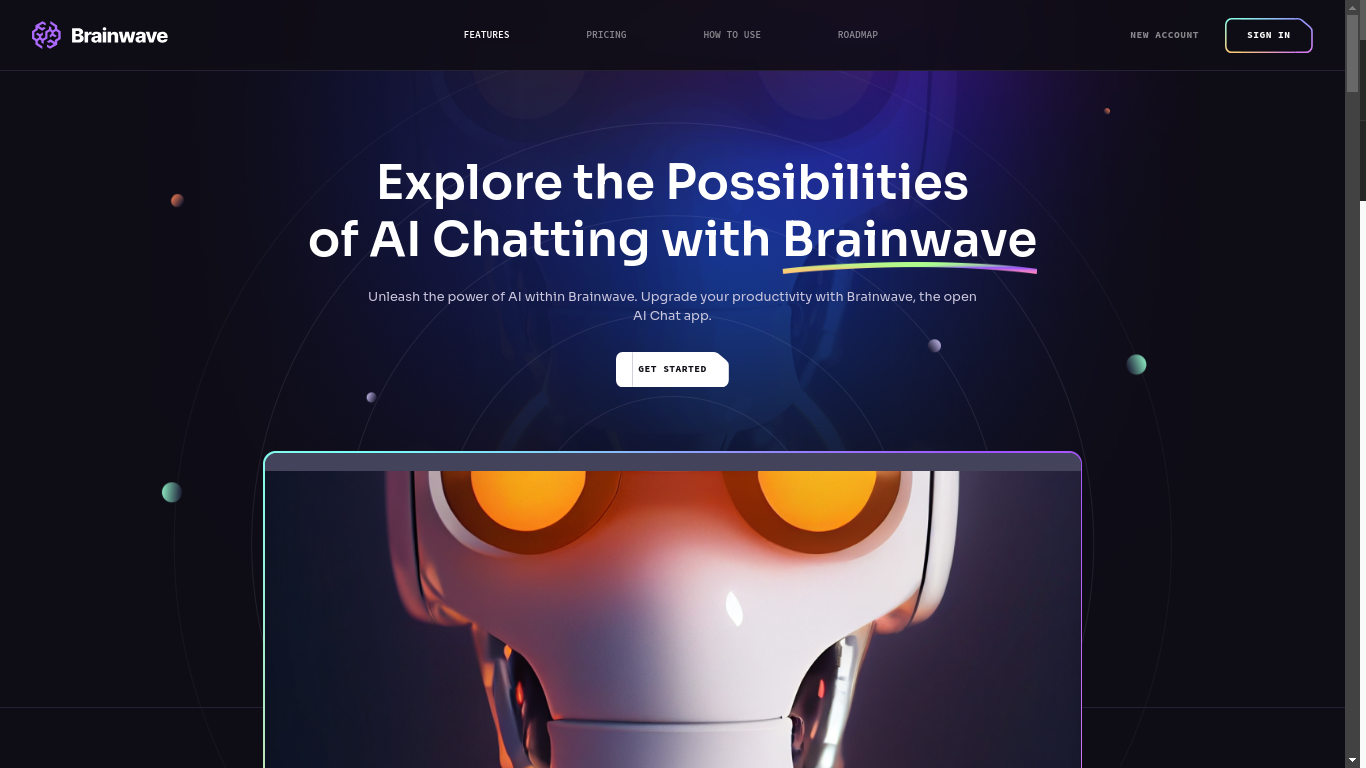 Brainwave
FEATURES
PRICING
HOW TO USE
ROADMAP
NEW ACCOUNT
SIGN IN
Explore the Possibilities
of AI Chatting with Brainwave
Unleash the power of AI within Brainwave. Upgrade your productivity with Brainwave, the open
AI Chat app.
GET STARTED